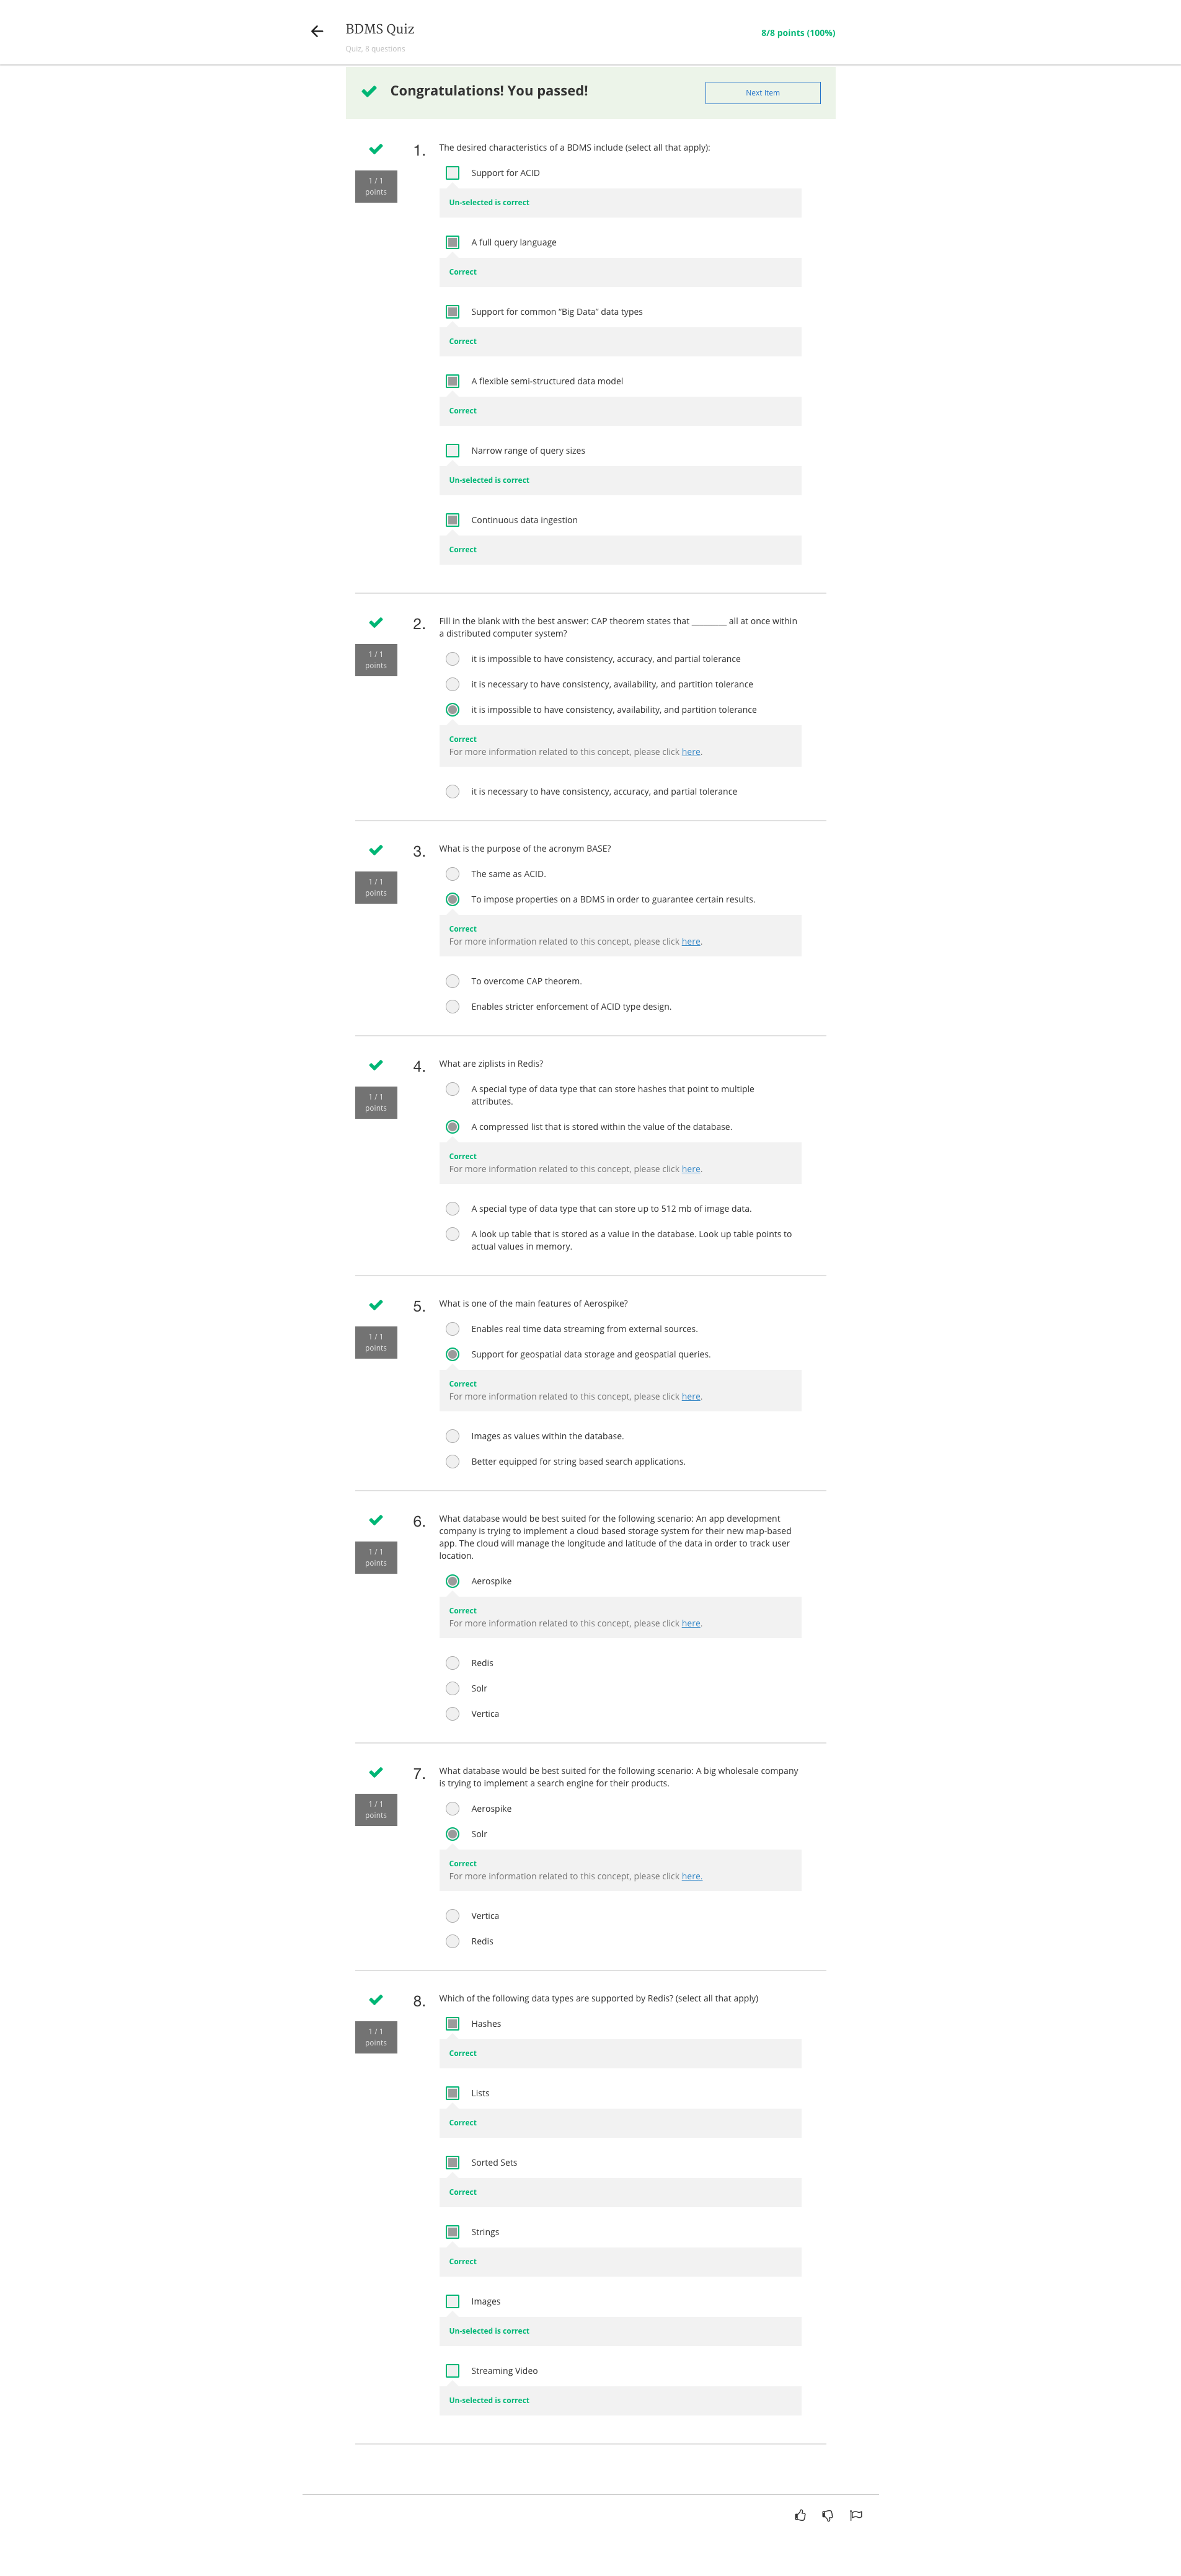 BDMS Quiz
8/8 points (100%)
Quiz, 8 questions
Congratulations! You passed!
Next Item
1 / 1
points
1.
The desired characteristics of a BDMS include (select all that apply):
Support for ACID
Un-selected is correct
A full query language
Correct
Support for common “Big Data” data types
Correct
A flexible semi-structured data model
Correct
Narrow range of query sizes
Un-selected is correct
Continuous data ingestion
Correct
1 / 1
points
2.
Fill in the blank with the best answer: CAP theorem states that ________ all at once within
a distributed computer system?
it is impossible to have consistency, accuracy, and partial tolerance
it is necessary to have consistency, availability, and partition tolerance
it is impossible to have consistency, availability, and partition tolerance
Correct
For more information related to this concept, please click here.
it is necessary to have consistency, accuracy, and partial tolerance
1 / 1
points
3.
What is the purpose of the acronym BASE?
The same as ACID.
To impose properties on a BDMS in order to guarantee certain results.
Correct
For more information related to this concept, please click here.
To overcome CAP theorem.
Enables stricter enforcement of ACID type design.
1 / 1
points
4.
What are ziplists in Redis?
A special type of data type that can store hashes that point to multiple
attributes.
A compressed list that is stored within the value of the database.
Correct
For more information related to this concept, please click here.
A special type of data type that can store up to 512 mb of image data.
A look up table that is stored as a value in the database. Look up table points to
actual values in memory.
1 / 1
points
5.
What is one of the main features of Aerospike?
Enables real time data streaming from external sources.
Support for geospatial data storage and geospatial queries.
Correct
For more information related to this concept, please click here.
Images as values within the database.
Better equipped for string based search applications.
1 / 1
points
6.
What database would be best suited for the following scenario: An app development
company is trying to implement a cloud based storage system for their new map-based
app. The cloud will manage the longitude and latitude of the data in order to track user
location.
Aerospike
Correct
For more information related to this concept, please click here.
Redis
Solr
Vertica
1 / 1
points
7.
What database would be best suited for the following scenario: A big wholesale company
is trying to implement a search engine for their products.
Aerospike
Solr
Correct
For more information related to this concept, please click here.
Vertica
Redis
1 / 1
points
8.
Which of the following data types are supported by Redis? (select all that apply)
Hashes
Correct
Lists
Correct
Sorted Sets
Correct
Strings
Correct
Images
Un-selected is correct
Streaming Video
Un-selected is correct